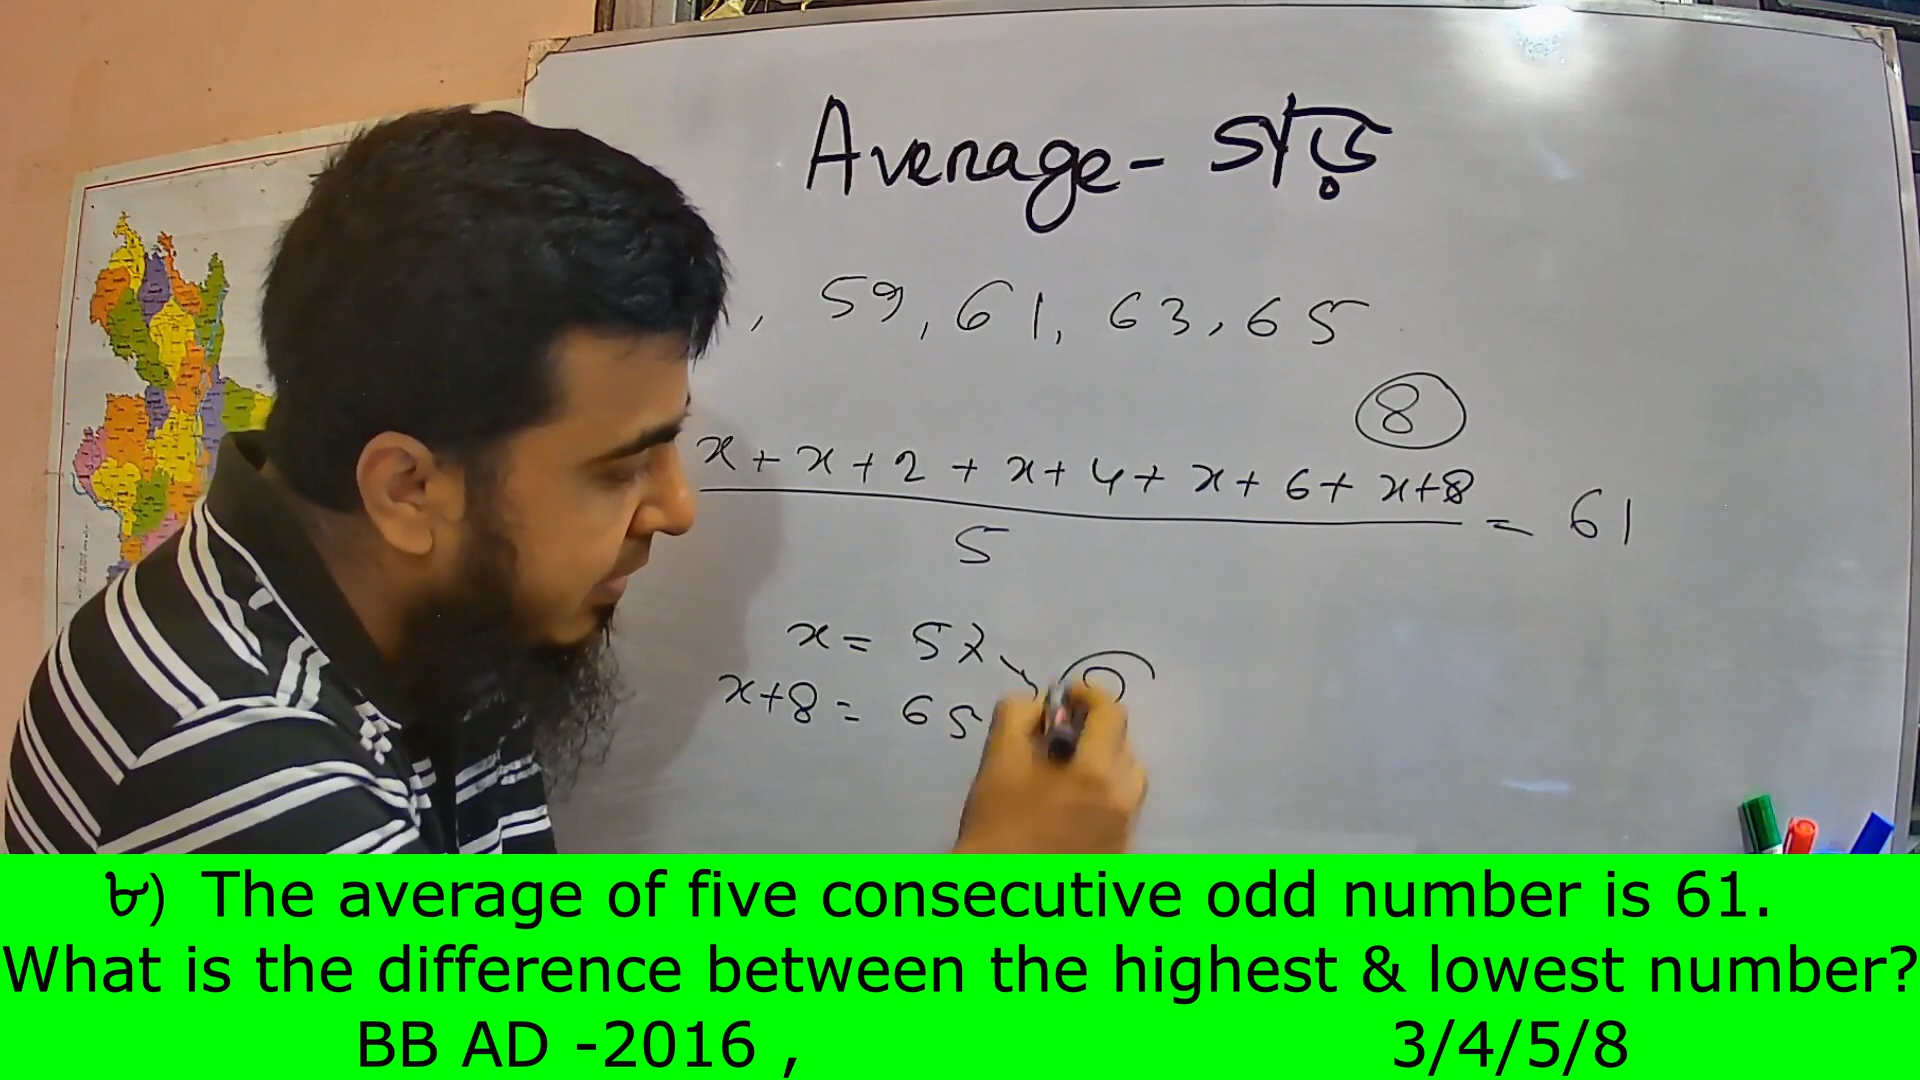 Average - গড়
, 59, 61, 63, 65
8
x + x + 2 + x + 4 + x + 6 + x+8 = 61
5
x = 57
x+8 = 65
৮) The average of five consecutive odd number is 61.
What is the difference between the highest & lowest number?
BB AD -2016 , 3/4/5/8